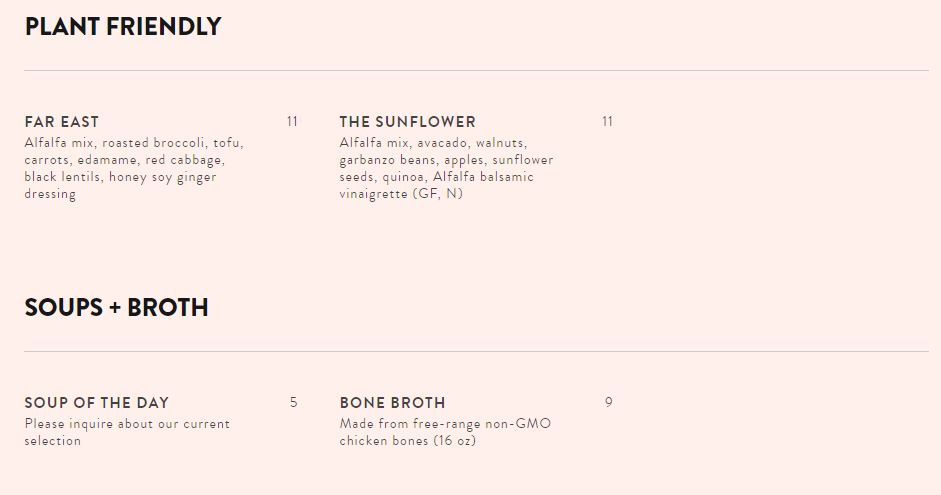 PLANT FRIENDLY
FAR EAST 11
Alfalfa mix, roasted broccoli, tofu,
carrots, edamame, red cabbage,
black lentils, honey soy ginger
dressing
THE SUNFLOWER 11
Alfalfa mix, avacado, walnuts,
garbanzo beans, apples, sunflower
seeds, quinoa, Alfalfa balsamic
vinaigrette (GF, N)
SOUPS + BROTH
SOUP OF THE DAY 5
Please inquire about our current
selection
BONE BROTH 9
Made from free-range non-GMO
chicken bones (16 oz)